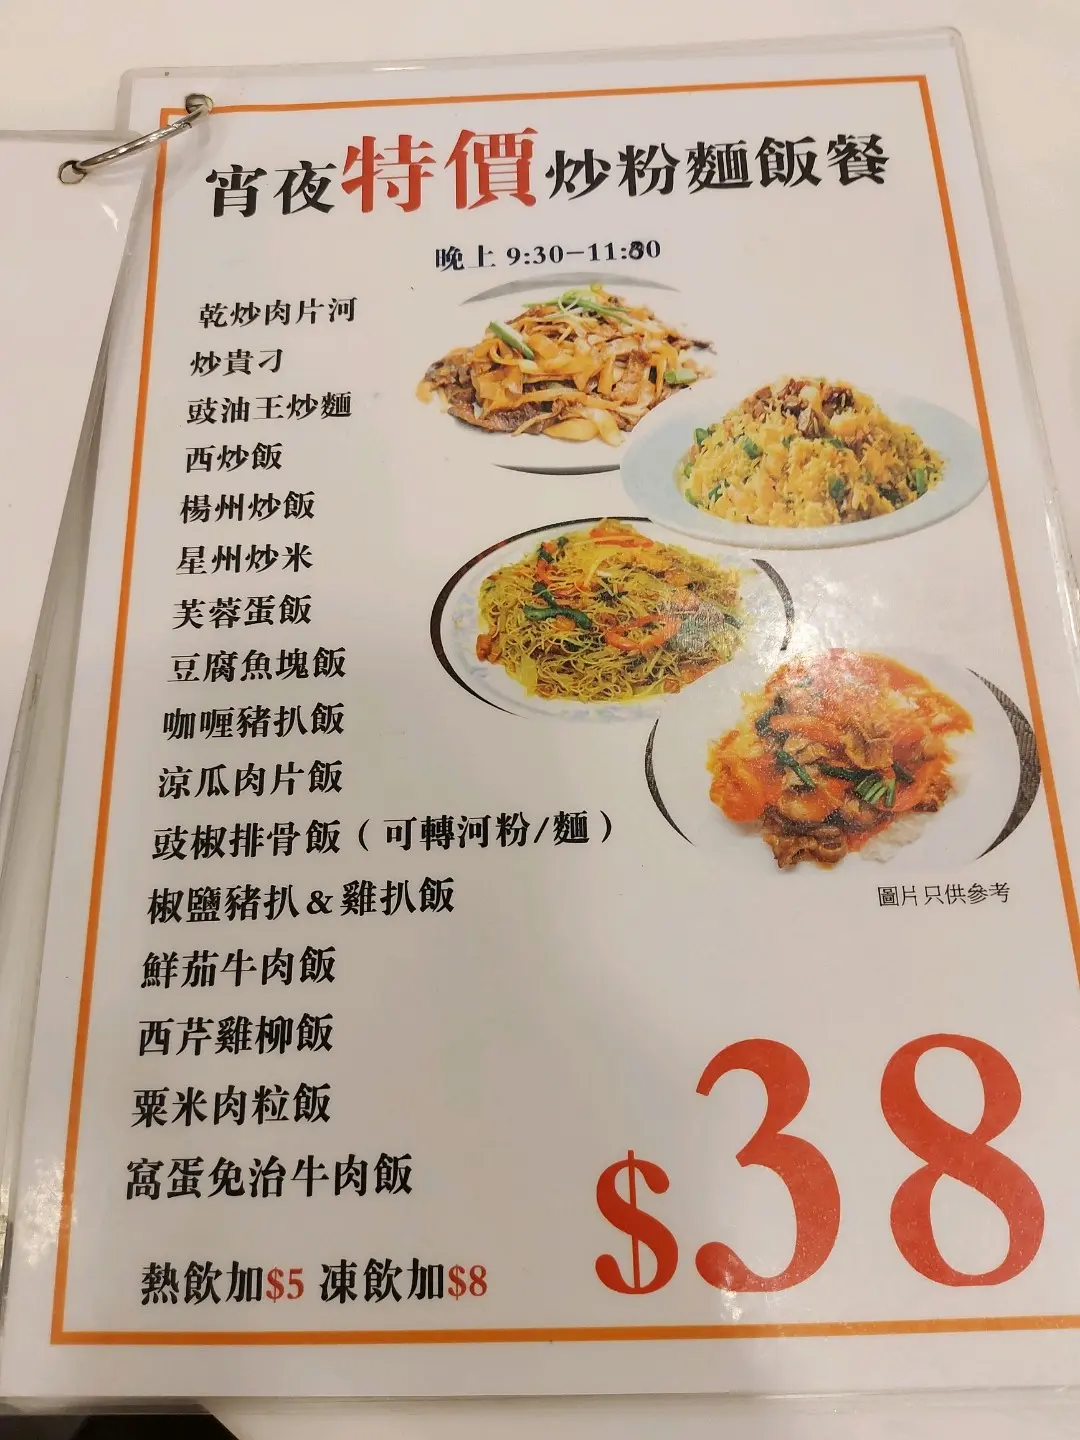 宵夜特價炒粉麵飯餐
晚上 9:30-11:30
乾炒肉片河
炒貴刁
豉油王炒麵
西炒飯
楊州炒飯
星州炒米
芙蓉蛋飯
豆腐魚塊飯
咖喱豬扒飯
涼瓜肉片飯
豉椒排骨飯（可轉河粉/麵）
椒鹽豬扒&雞扒飯
鮮茄牛肉飯
西芹雞柳飯
粟米肉粒飯
窩蛋免治牛肉飯
圖片只供參考
$38
熱飲加$5 凍飲加$8